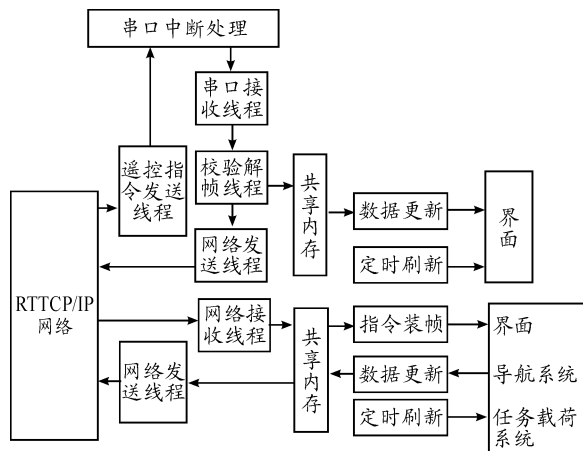 串口中断处理
串口接
收线程
遥控指
令发送
线程
校验解
帧线程
共享内存
数据更新
界面
网络发
送线程
定时刷新
RTTCP/IP
网络
网络接
收线程
共享内存
指令装帧
界面
网络发
送线程
数据更新
导航系统
定时刷新
任务载荷
系统